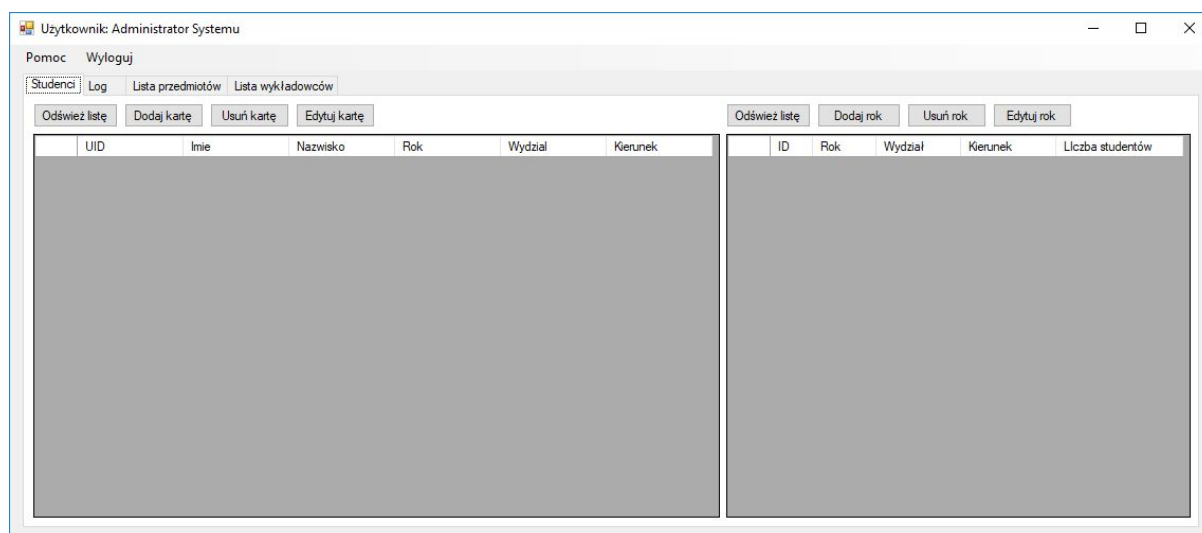 Użytkownik: Administrator Systemu
Pomoc Wyloguj
Studenci Log Lista przedmiotów Lista wykładowców
Odśwież listę Dodaj kartę Usuń kartę Edytuj kartę Odśwież listę Dodaj rok Usuń rok Edytuj rok
UID Imie Nazwisko Rok Wydzial Kierunek ID Rok Wydział Kierunek LIczba studentów